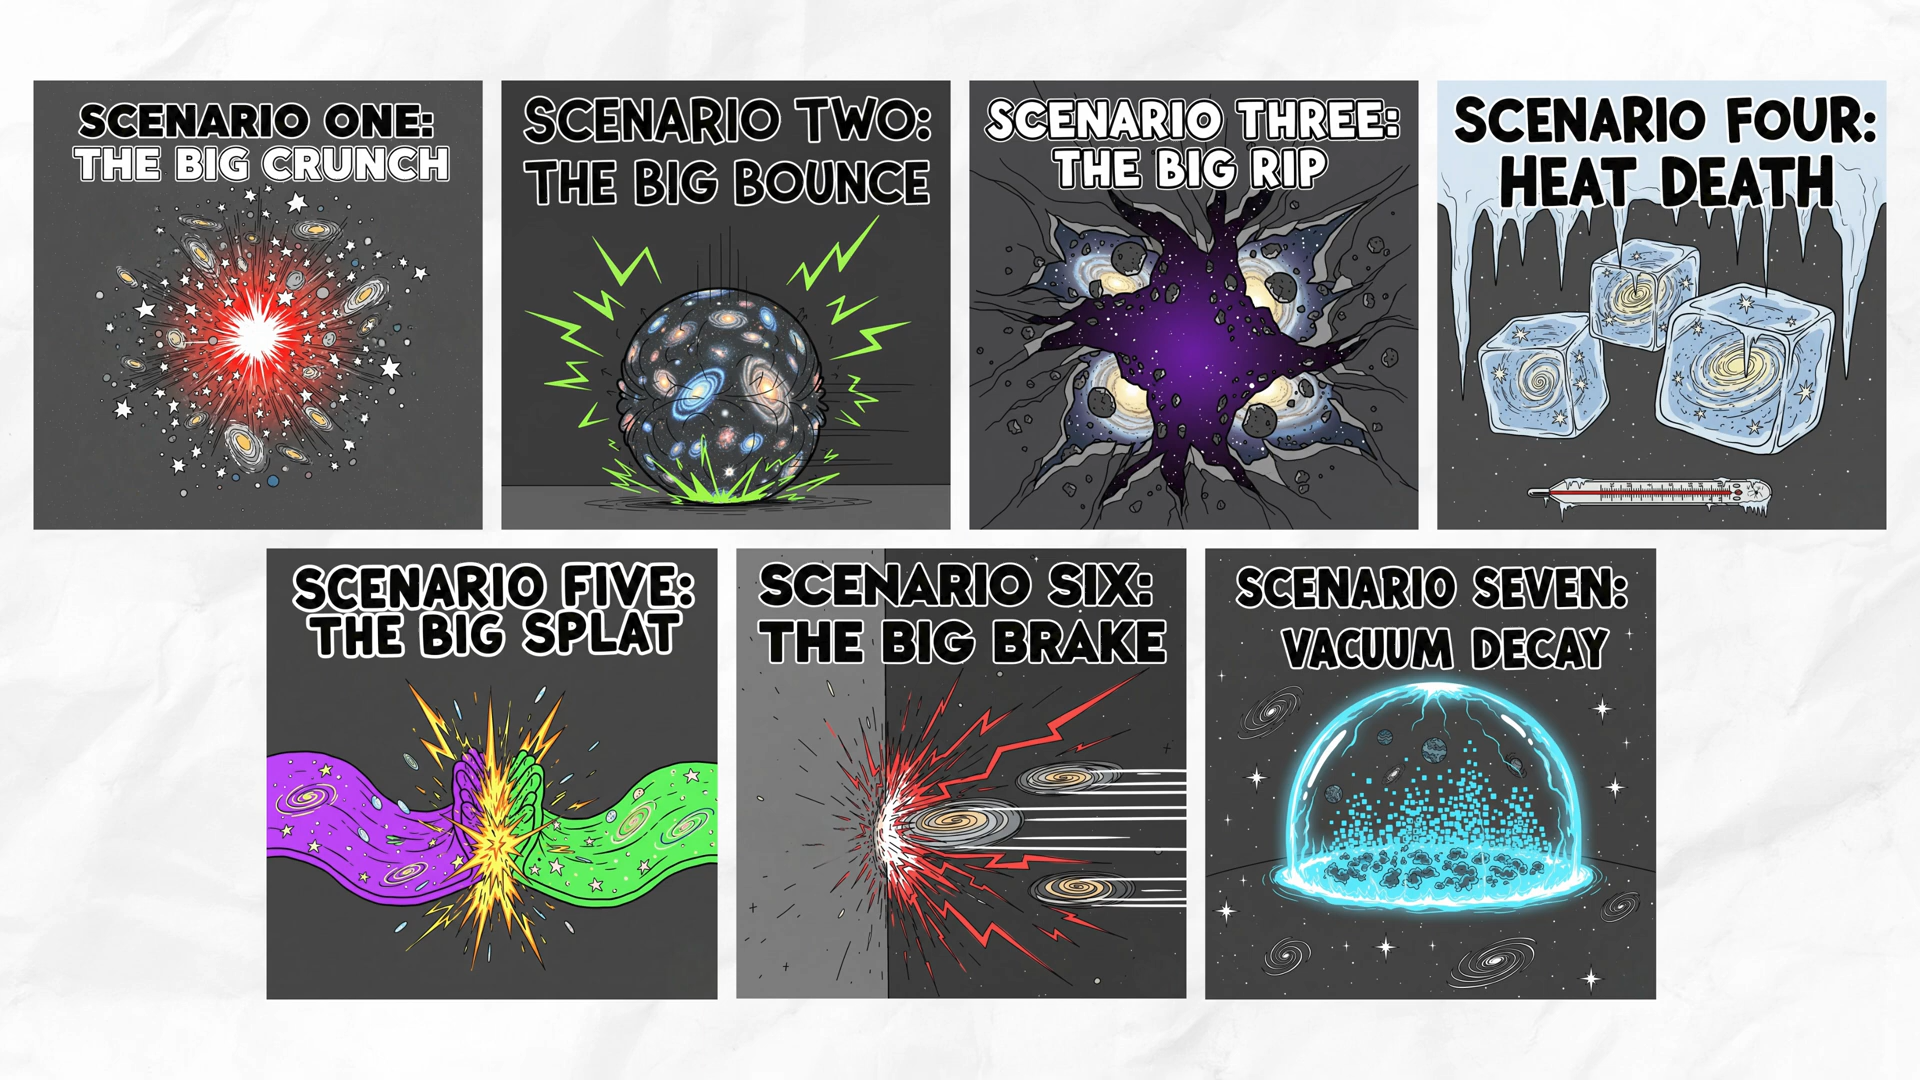 SCENARIO ONE:
THE BIG CRUNCH
SCENARIO TWO:
THE BIG BOUNCE
SCENARIO THREE:
THE BIG RIP
SCENARIO FOUR:
HEAT DEATH
SCENARIO FIVE:
THE BIG SPLAT
SCENARIO SIX:
THE BIG BRAKE
SCENARIO SEVEN:
VACUUM DECAY